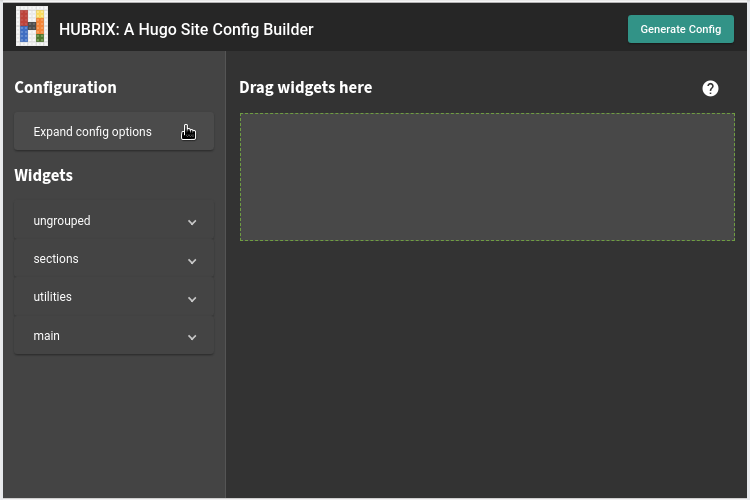 HUBRIX: A Hugo Site Config Builder
Generate Config
Configuration
Expand config options
Widgets
ungrouped
sections
utilities
main
Drag widgets here
?